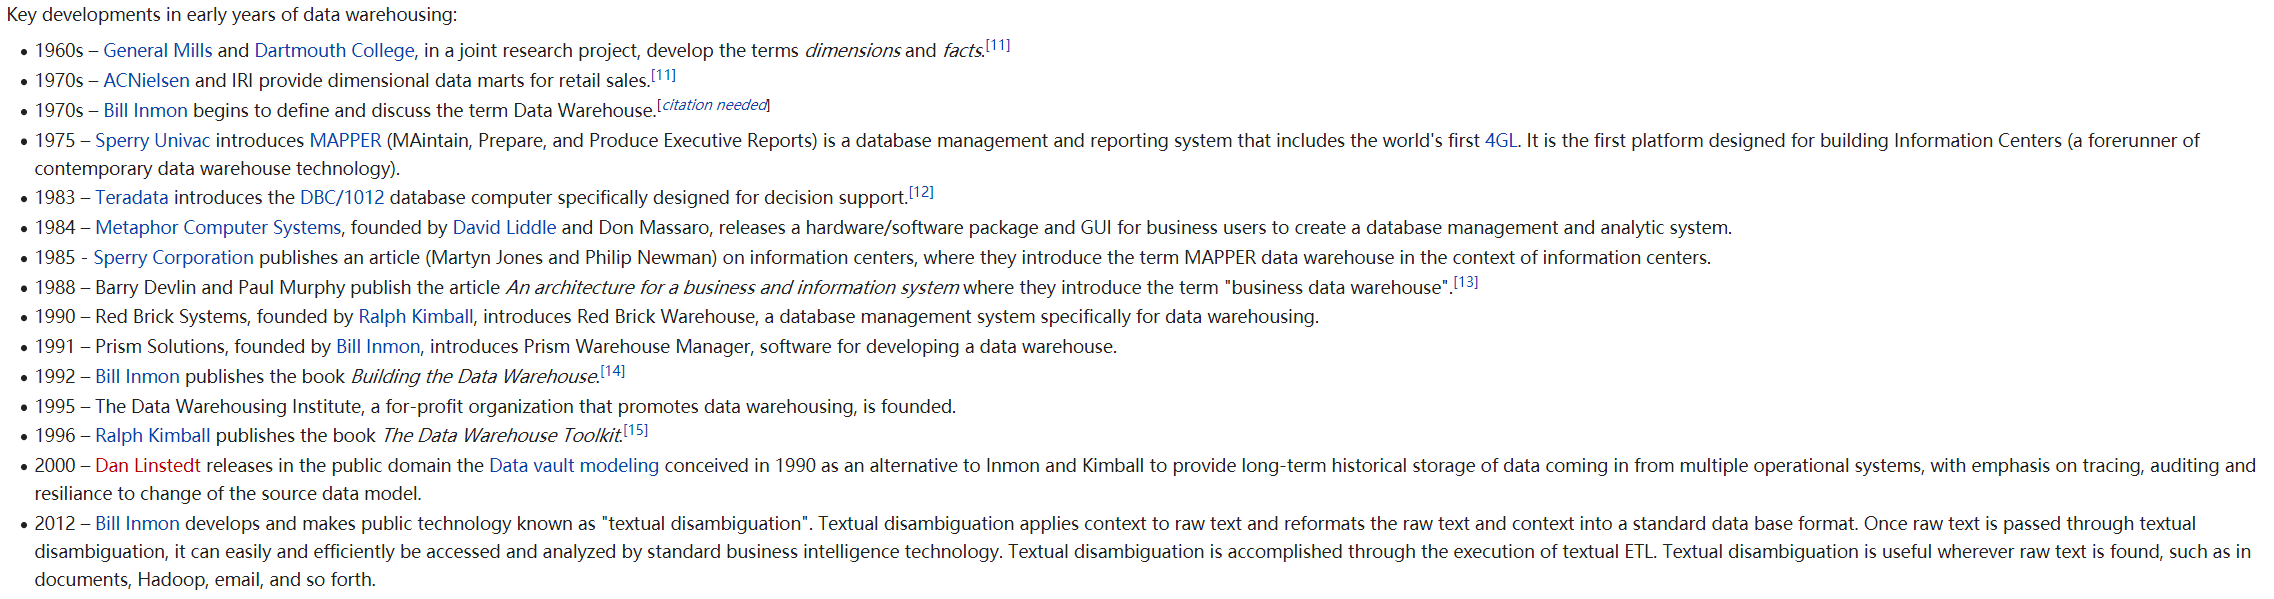 Key developments in early years of data warehousing:
• 1960s – General Mills and Dartmouth College, in a joint research project, develop the terms dimensions and facts.[11]
• 1970s – ACNielsen and IRI provide dimensional data marts for retail sales.[11]
• 1970s – Bill Inmon begins to define and discuss the term Data Warehouse.[citation needed]
• 1975 – Sperry Univac introduces MAPPER (MAintain, Prepare, and Produce Executive Reports) is a database management and reporting system that includes the world's first 4GL. It is the first platform designed for building Information Centers (a forerunner of
contemporary data warehouse technology).
• 1983 – Teradata introduces the DBC/1012 database computer specifically designed for decision support.[12]
• 1984 – Metaphor Computer Systems, founded by David Liddle and Don Massaro, releases a hardware/software package and GUI for business users to create a database management and analytic system.
• 1985 - Sperry Corporation publishes an article (Martyn Jones and Philip Newman) on information centers, where they introduce the term MAPPER data warehouse in the context of information centers.
• 1988 – Barry Devlin and Paul Murphy publish the article An architecture for a business and information system where they introduce the term "business data warehouse".[13]
• 1990 – Red Brick Systems, founded by Ralph Kimball, introduces Red Brick Warehouse, a database management system specifically for data warehousing.
• 1991 – Prism Solutions, founded by Bill Inmon, introduces Prism Warehouse Manager, software for developing a data warehouse.
• 1992 – Bill Inmon publishes the book Building the Data Warehouse.[14]
• 1995 – The Data Warehousing Institute, a for-profit organization that promotes data warehousing, is founded.
• 1996 – Ralph Kimball publishes the book The Data Warehouse Toolkit.[15]
• 2000 – Dan Linstedt releases in the public domain the Data vault modeling conceived in 1990 as an alternative to Inmon and Kimball to provide long-term historical storage of data coming in from multiple operational systems, with emphasis on tracing, auditing and
resiliance to change of the source data model.
• 2012 – Bill Inmon develops and makes public technology known as "textual disambiguation". Textual disambiguation applies context to raw text and reformats the raw text and context into a standard data base format. Once raw text is passed through textual
disambiguation, it can easily and efficiently be accessed and analyzed by standard business intelligence technology. Textual disambiguation is accomplished through the execution of textual ETL. Textual disambiguation is useful wherever raw text is found, such as in
documents, Hadoop, email, and so forth.